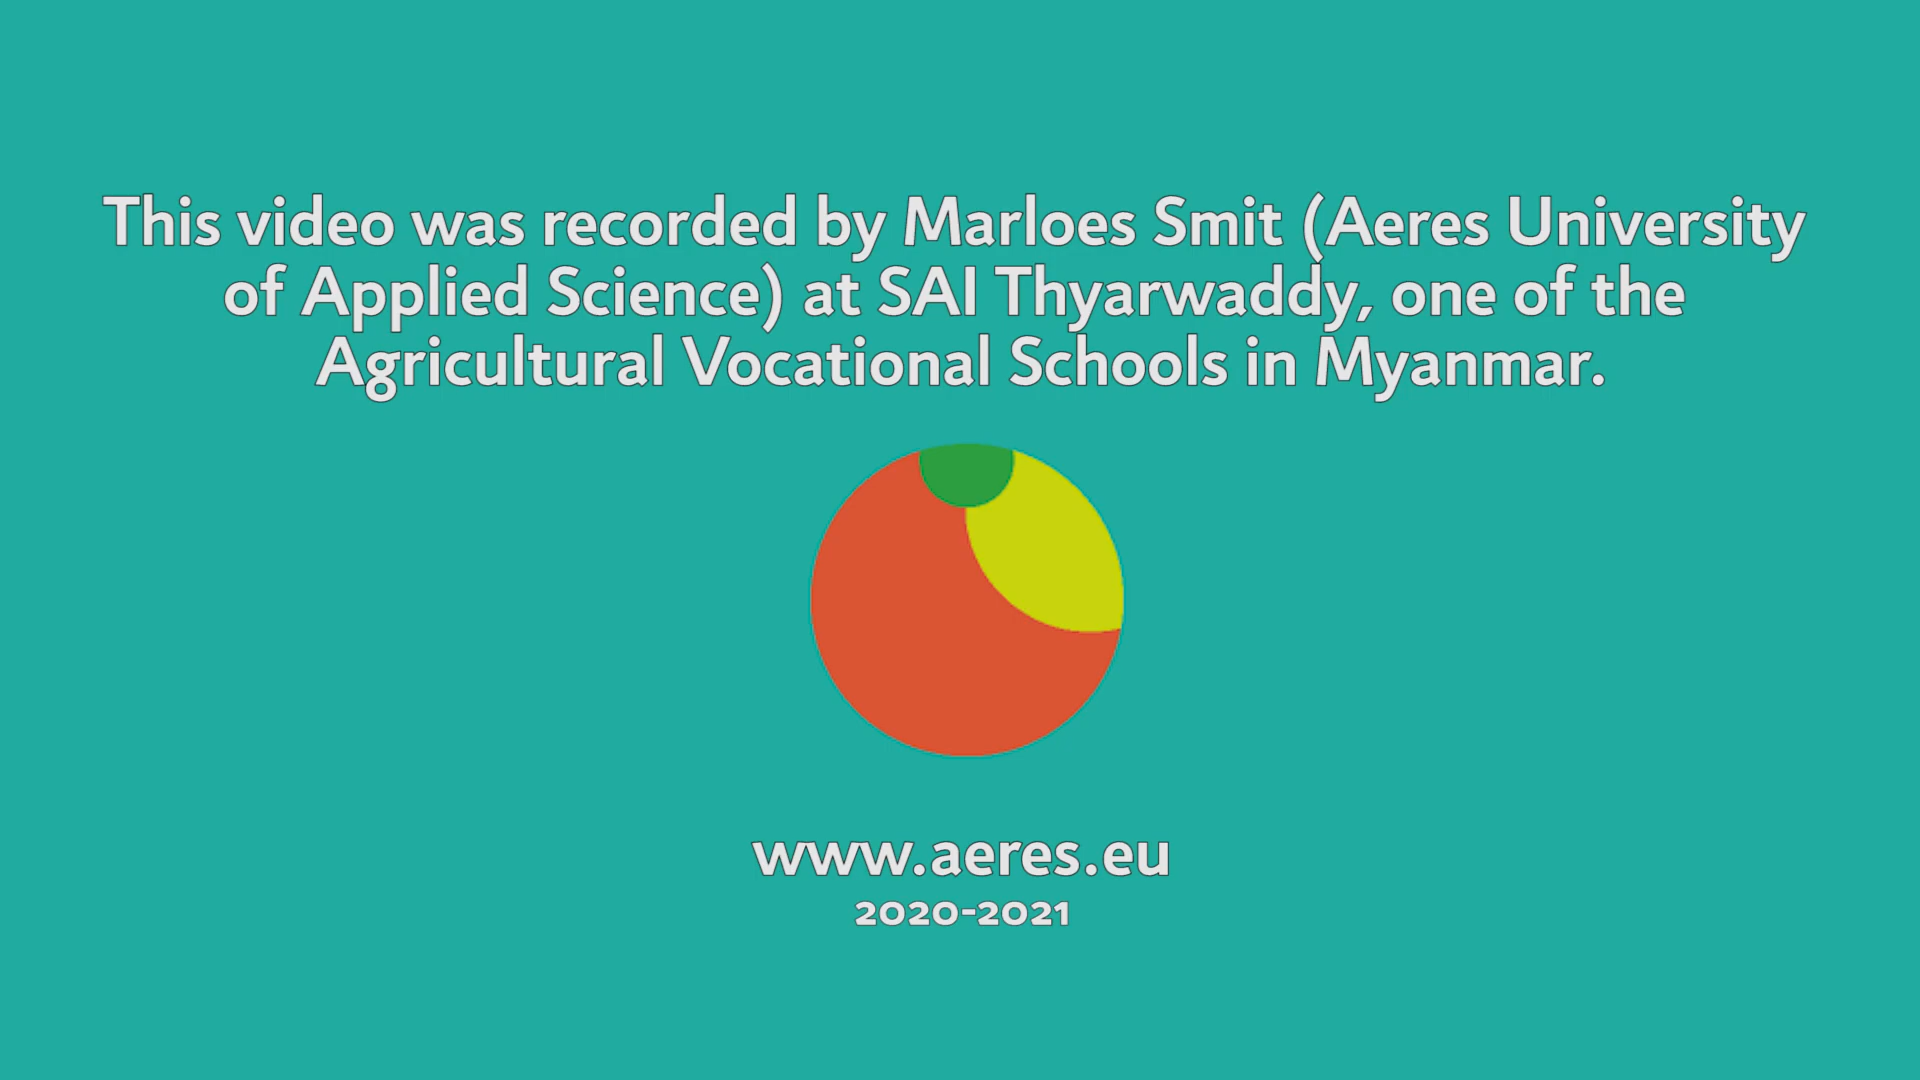 This video was recorded by Marloes Smit (Aeres University
of Applied Science) at SAI Thyarwaddy, one of the
Agricultural Vocational Schools in Myanmar.
www.aeres.eu
2020-2021